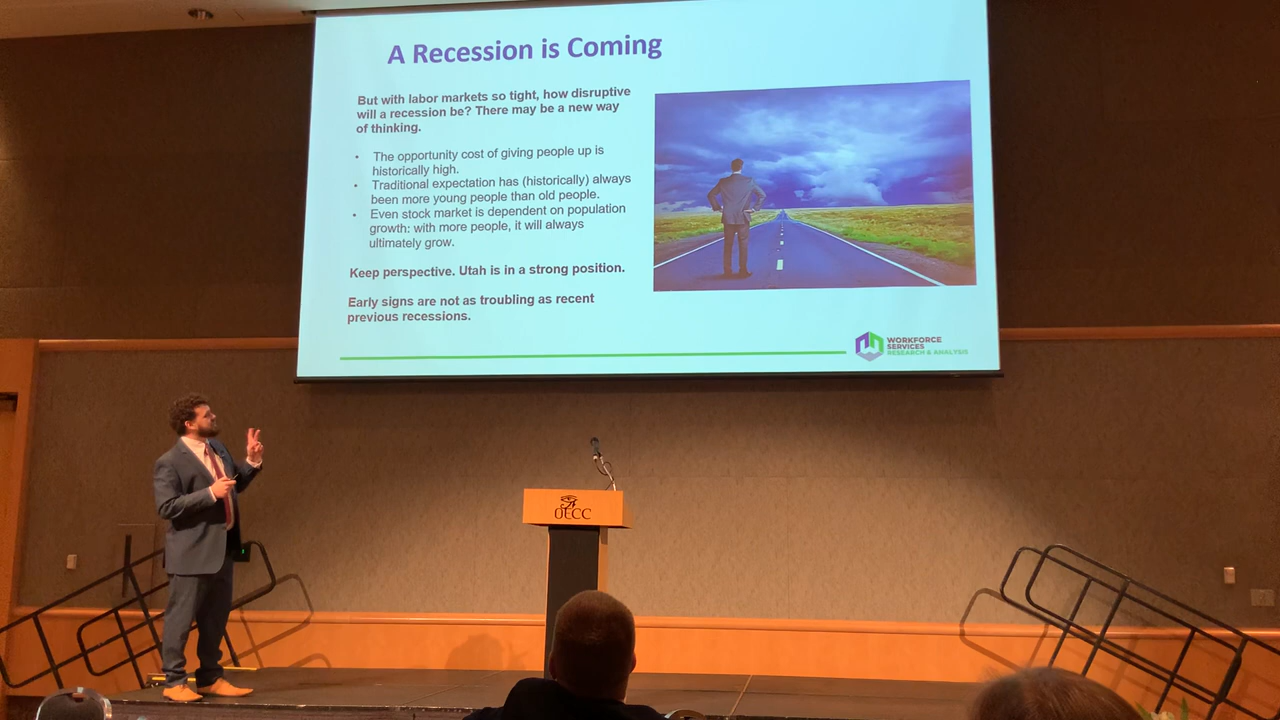 A Recession is Coming
But with labor markets so tight, how disruptive
will a recession be? There may be a new way
of thinking.
• The opportunity cost of giving people up is
historically high.
• Traditional expectation has (historically) always
been more young people than old people.
• Even stock market is dependent on population
growth: with more people, it will always
ultimately grow.
Keep perspective. Utah is in a strong position.
Early signs are not as troubling as recent
previous recessions.
WORKFORCE
SERVICES
RESEARCH & ANALYSIS
OECC